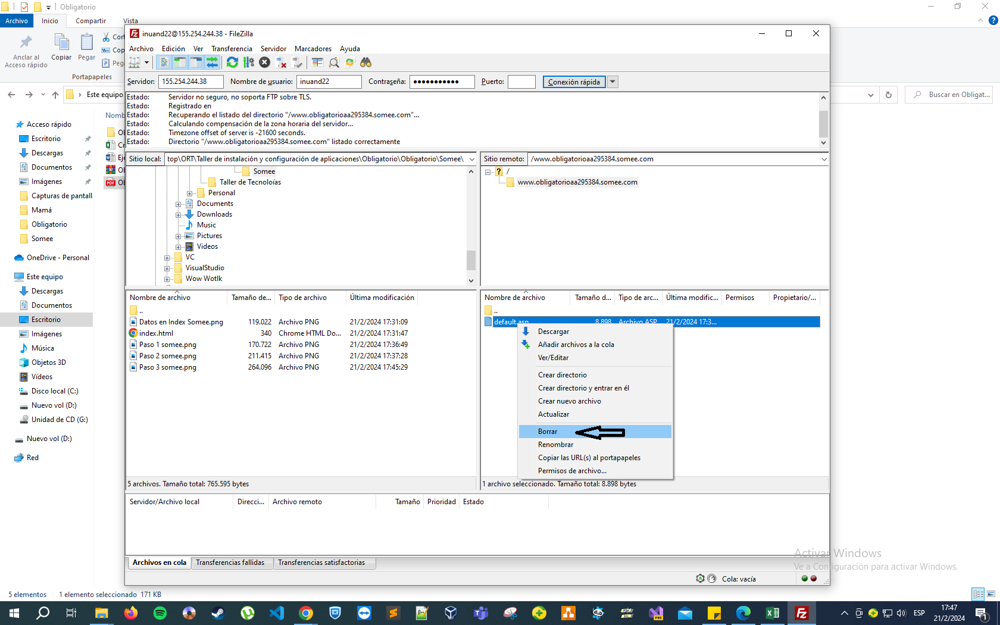 Obligatorio
Archivo
Inicio
Compartir
Vista
Anclar al
Acceso rápido
Copiar
Pegar
Portapapeles
Este equipo
Buscar en Obligat...
Acceso rápido
Escritorio
Descargas
Documentos
Imágenes
Capturas de pantall
Mamá
Obligatorio
Somee
OneDrive - Personal
Este equipo
Descargas
Documentos
Escritorio
Imágenes
Música
Objetos 3D
Vídeos
Disco local (C:)
Nuevo vol (D:)
Unidad de CD (G:)
Nuevo vol (D:)
Red
5 elementos
1 elemento seleccionado 171 KB
inuand22@155.254.244.38 - FileZilla
Archivo Edición Ver Transferencia Servidor Marcadores Ayuda
Servidor: 155.254.244.38 Nombre de usuario: inuand22 Contraseña: ●●●●●●●●●●● Puerto: Conexión rápida
Estado: Servidor no seguro, no soporta FTP sobre TLS.
Estado: Registrado en
Estado: Recuperando el listado del directorio "/www.obligatorioaa295384.somee.com"...
Estado: Calculando compensación de la zona horaria del servidor...
Estado: Timezone offset of server is -21600 seconds.
Estado: Directorio "/www.obligatorioaa295384.somee.com" listado correctamente
Sitio local: top\ORT\Taller de instalación y configuración de aplicaciones\Obligatorio\Obligatorio\Somee\
Somee
Taller de Tecnoloías
Personal
Documents
Downloads
Music
Pictures
Videos
VC
VisualStudio
Wow Wotlk
Sitio remoto: /www.obligatorioaa295384.somee.com
/
www.obligatorioaa295384.somee.com
Nombre de archivo Tamaño de... Tipo de archivo Última modificación
..
Datos en Index Somee.png 119.022 Archivo PNG 21/2/2024 17:31:09
index.html 340 Chrome HTML Do... 21/2/2024 17:31:47
Paso 1 somee.png 170.722 Archivo PNG 21/2/2024 17:36:49
Paso 2 somee.png 211.415 Archivo PNG 21/2/2024 17:37:28
Paso 3 somee.png 264.096 Archivo PNG 21/2/2024 17:45:29
5 archivos. Tamaño total: 765.595 bytes
Nombre de archivo Tamaño d... Tipo de arc... Última modific... Permisos Propietario/...
..
default.asp 8.898 Archivo ASP 21/2/2024 17:3...
Descargar
Añadir archivos a la cola
Ver/Editar
Crear directorio
Crear directorio y entrar en él
Crear nuevo archivo
Actualizar
Borrar
Renombrar
Copiar las URL(s) al portapapeles
Permisos de archivo...
1 archivo seleccionado. Tamaño total: 8.898 bytes
Servidor/Archivo local Direcci... Archivo remoto Tamaño Prioridad Estado
Archivos en cola Transferencias fallidas Transferencias satisfactorias
Cola: vacía
Activar Windows
Ve a Configuración para activar Windows.
ESP
17:47
21/2/2024
1